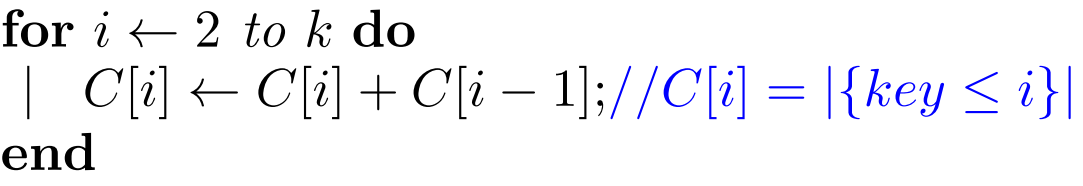 for i ← 2 to k do
| C[i] ← C[i] + C[i − 1];//C[i] = |{key ≤ i}|
end